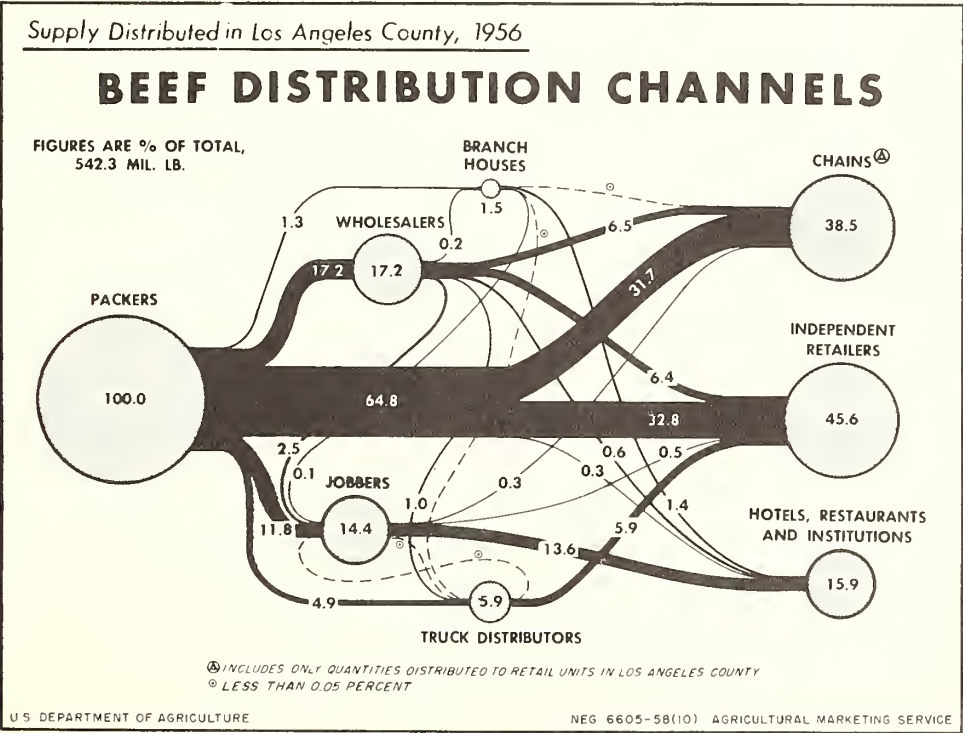 Supply Distributed in Los Angeles County, 1956
BEEF DISTRIBUTION CHANNELS
FIGURES ARE % OF TOTAL,
542.3 MIL. LB.
BRANCH
HOUSES
CHAINS Ⓐ
1.3
1.5
WHOLESALERS
0.2
6.5
38.5
17.2
17.2
31.7
PACKERS
INDEPENDENT
RETAILERS
6.4
100.0
64.8
32.8
45.6
2.5
0.1
0.6
0.5
0.3
0.3
JOBBERS
1.0
1.4
HOTELS, RESTAURANTS
AND INSTITUTIONS
11.8
14.4
5.9
13.6
15.9
4.9
5.9
TRUCK DISTRIBUTORS
Ⓐ INCLUDES ONLY QUANTITIES DISTRIBUTED TO RETAIL UNITS IN LOS ANGELES COUNTY
⊙ LESS THAN 0.05 PERCENT
U S DEPARTMENT OF AGRICULTURE
NEG 6605-58(10) AGRICULTURAL MARKETING SERVICE